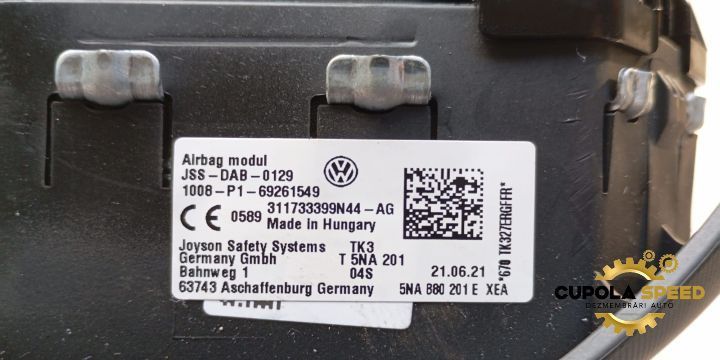 Airbag modul
JSS-DAB-0129
1008-P1-69261549
CE 0589 311733399N44-AG
Made in Hungary
Joyson Safety Systems TK3
Germany Gmbh T 5NA 201
Bahnweg 1 04S 21.06.21
63743 Aschaffenburg Germany 5NA 880 201 E XEA
*670 TK327ERGFFR*
CUPOLA SPEED
DEZMEMBRĂRI AUTO